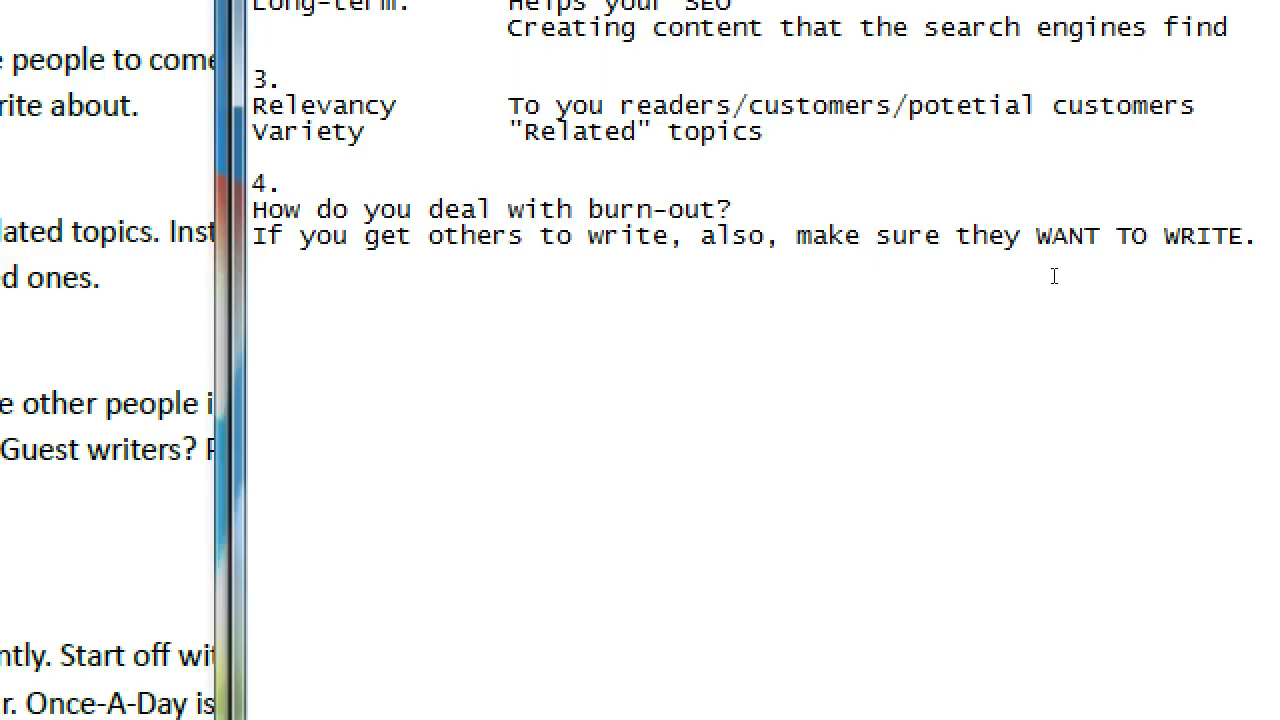 people to come
rite about.
lated topics. Inst
d ones.
e other people i
Guest writers?
ntly. Start off wit
r. Once-A-Day is
Long-term: Helps your SEO
Creating content that the search engines find
3.
Relevancy To you readers/customers/potetial customers
Variety "Related" topics
4.
How do you deal with burn-out?
If you get others to write, also, make sure they WANT TO WRITE.